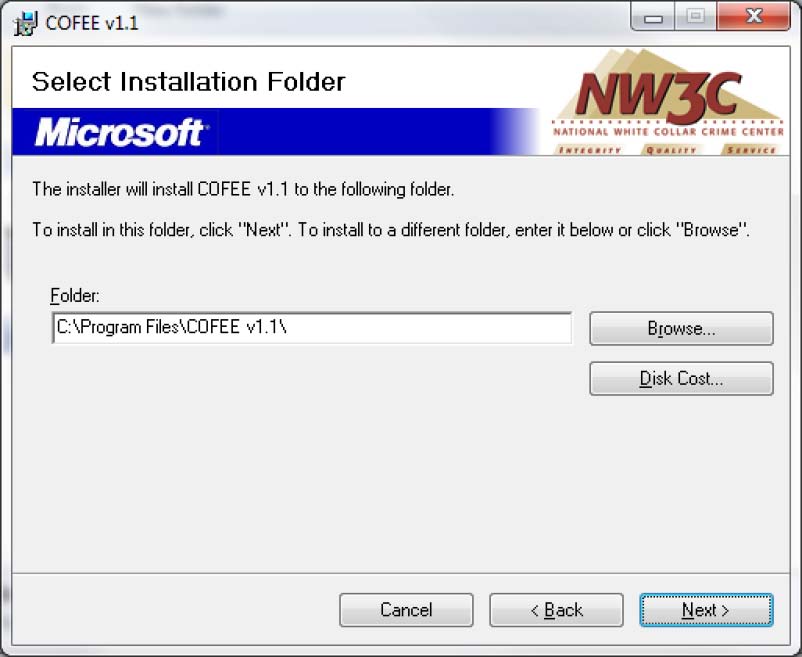 COFEE v1.1
Select Installation Folder
NW3C
Microsoft
NATIONAL WHITE COLLAR CRIME CENTER
INTEGRITY QUALITY SERVICE
The installer will install COFEE v1.1 to the following folder.
To install in this folder, click "Next". To install to a different folder, enter it below or click "Browse".
Folder:
C:\Program Files\COFEE v1.1\
Browse...
Disk Cost...
Cancel
< Back
Next >